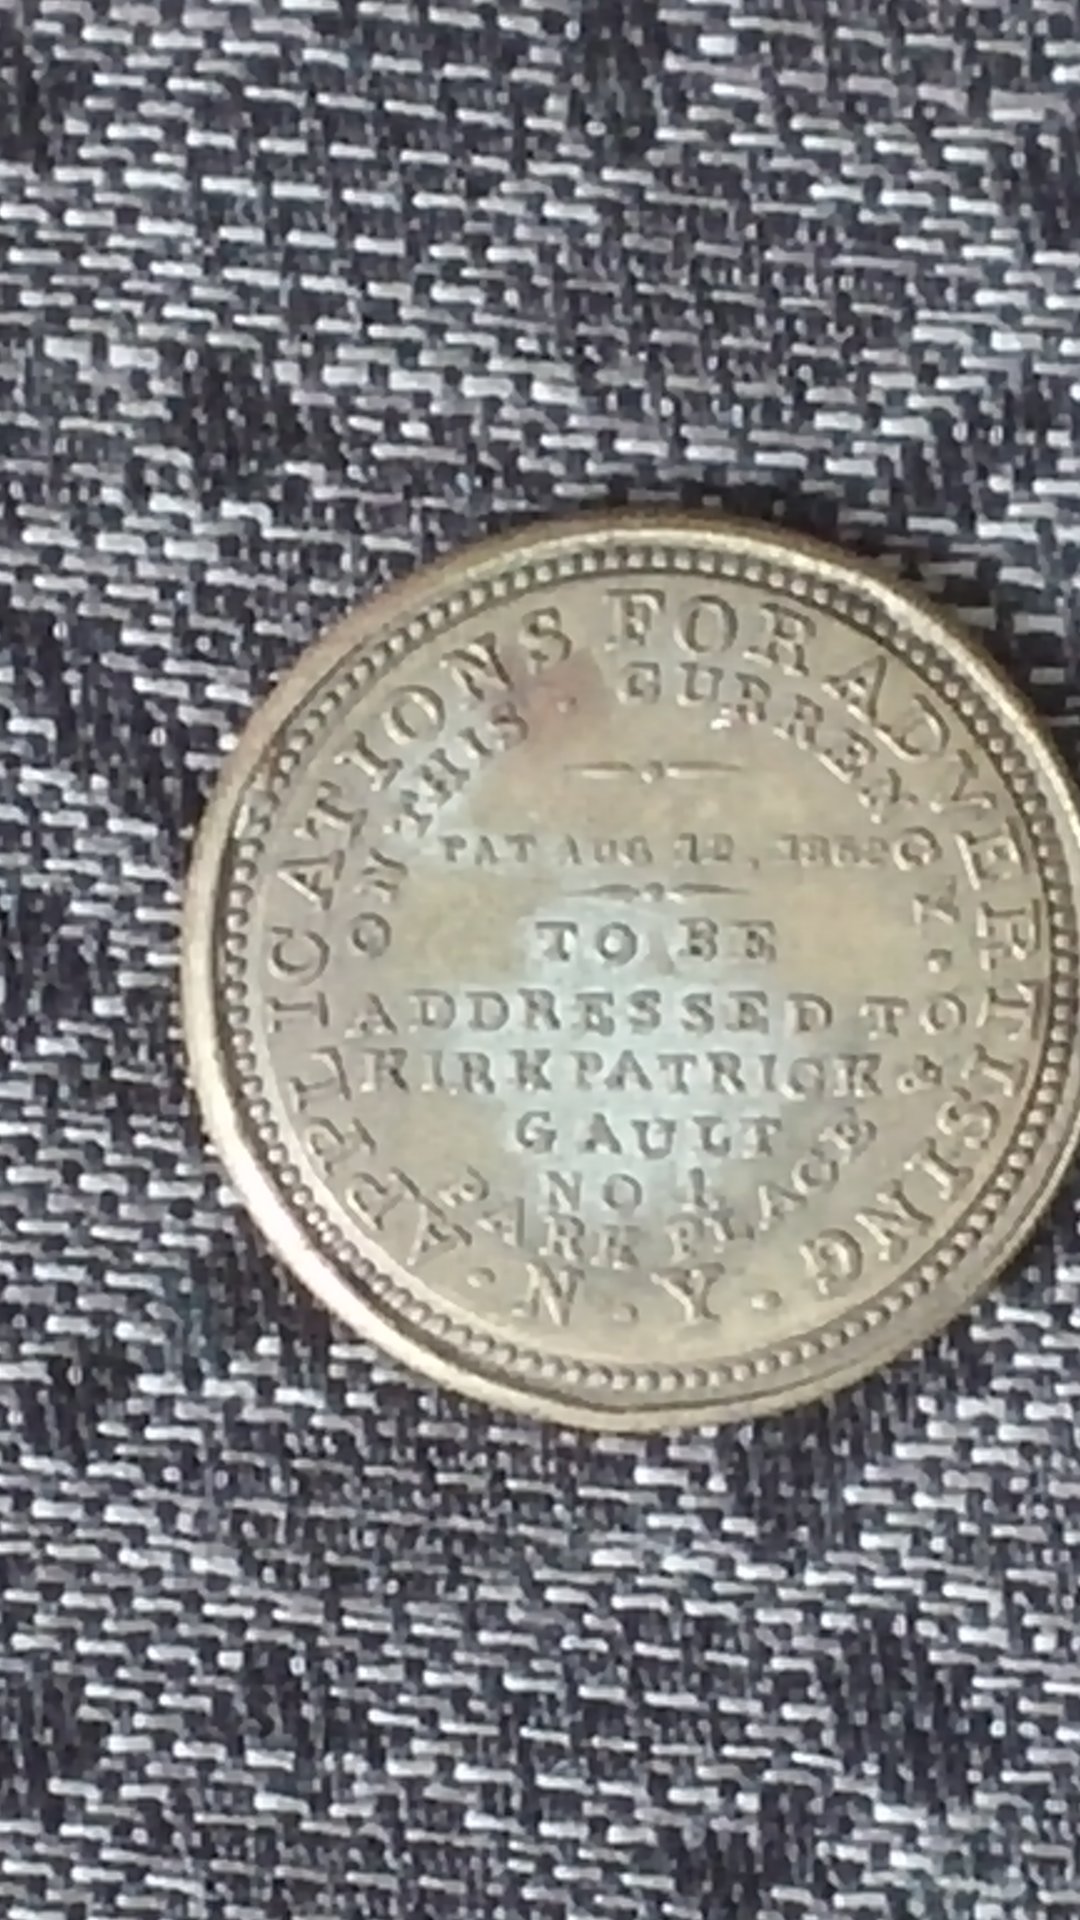 APPLICATIONS FOR ADVERTISING
ON THIS. CURRENCY.
PAT AUG 12, 1862
TO BE
ADDRESSED TO
KIRKPATRICK &
GAULT
NO 1
PARK PLACE
. N . Y .